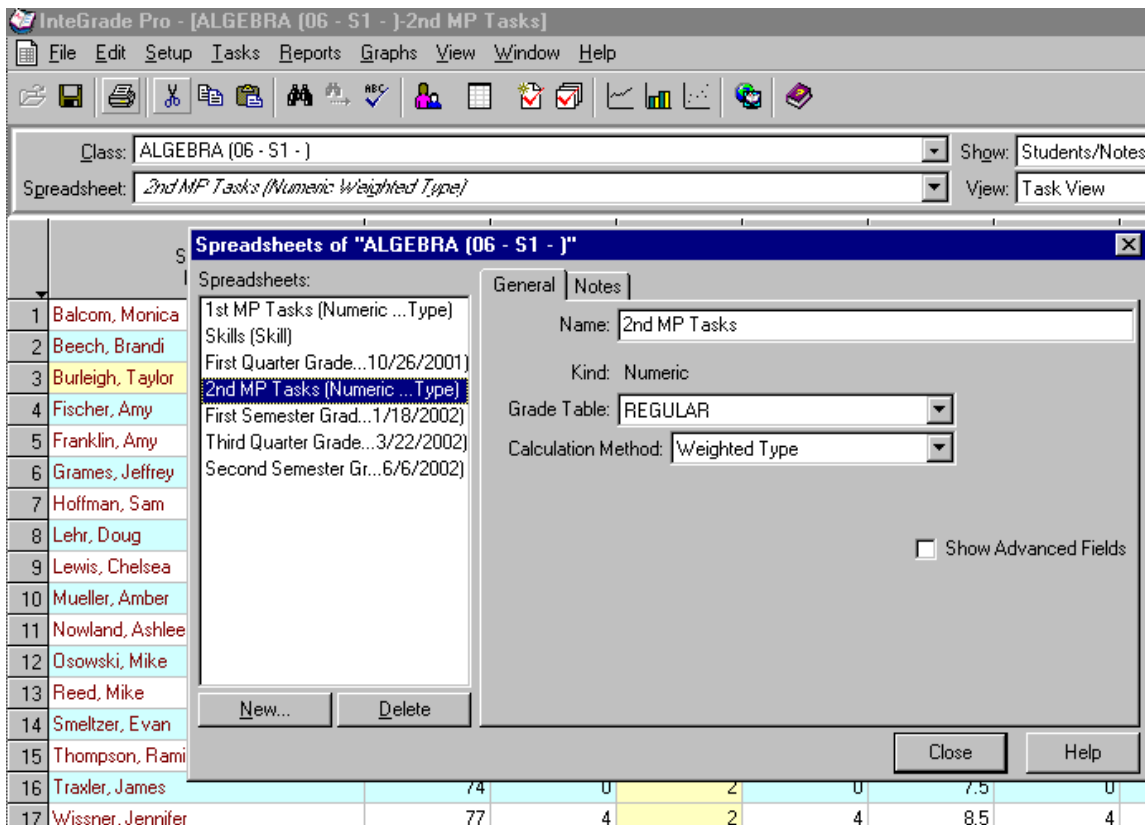 InteGrade Pro - [ALGEBRA (06 - S1 - )-2nd MP Tasks]
File Edit Setup Tasks Reports Graphs View Window Help
ABC
Class: ALGEBRA (06 - S1 - ) Show: Students/Notes
Spreadsheet: 2nd MP Tasks (Numeric Weighted Type) View: Task View
Spreadsheets of "ALGEBRA (06 - S1 - )"
Spreadsheets:
1st MP Tasks (Numeric ...Type)
Skills (Skill)
First Quarter Grade...10/26/2001)
2nd MP Tasks (Numeric ...Type)
First Semester Grad...1/18/2002)
Third Quarter Grade...3/22/2002)
Second Semester Gr...6/6/2002)
New... Delete
General Notes
Name: 2nd MP Tasks
Kind: Numeric
Grade Table: REGULAR
Calculation Method: Weighted Type
Show Advanced Fields
Close Help
1 Balcom, Monica
2 Beech, Brandi
3 Burleigh, Taylor
4 Fischer, Amy
5 Franklin, Amy
6 Grames, Jeffrey
7 Hoffman, Sam
8 Lehr, Doug
9 Lewis, Chelsea
10 Mueller, Amber
11 Nowland, Ashlee
12 Osowski, Mike
13 Reed, Mike
14 Smeltzer, Evan
15 Thompson, Rami
16 Traxler, James 74 0 2 0 7.5 0
17 Wissner, Jennifer 77 4 2 4 8.5 4